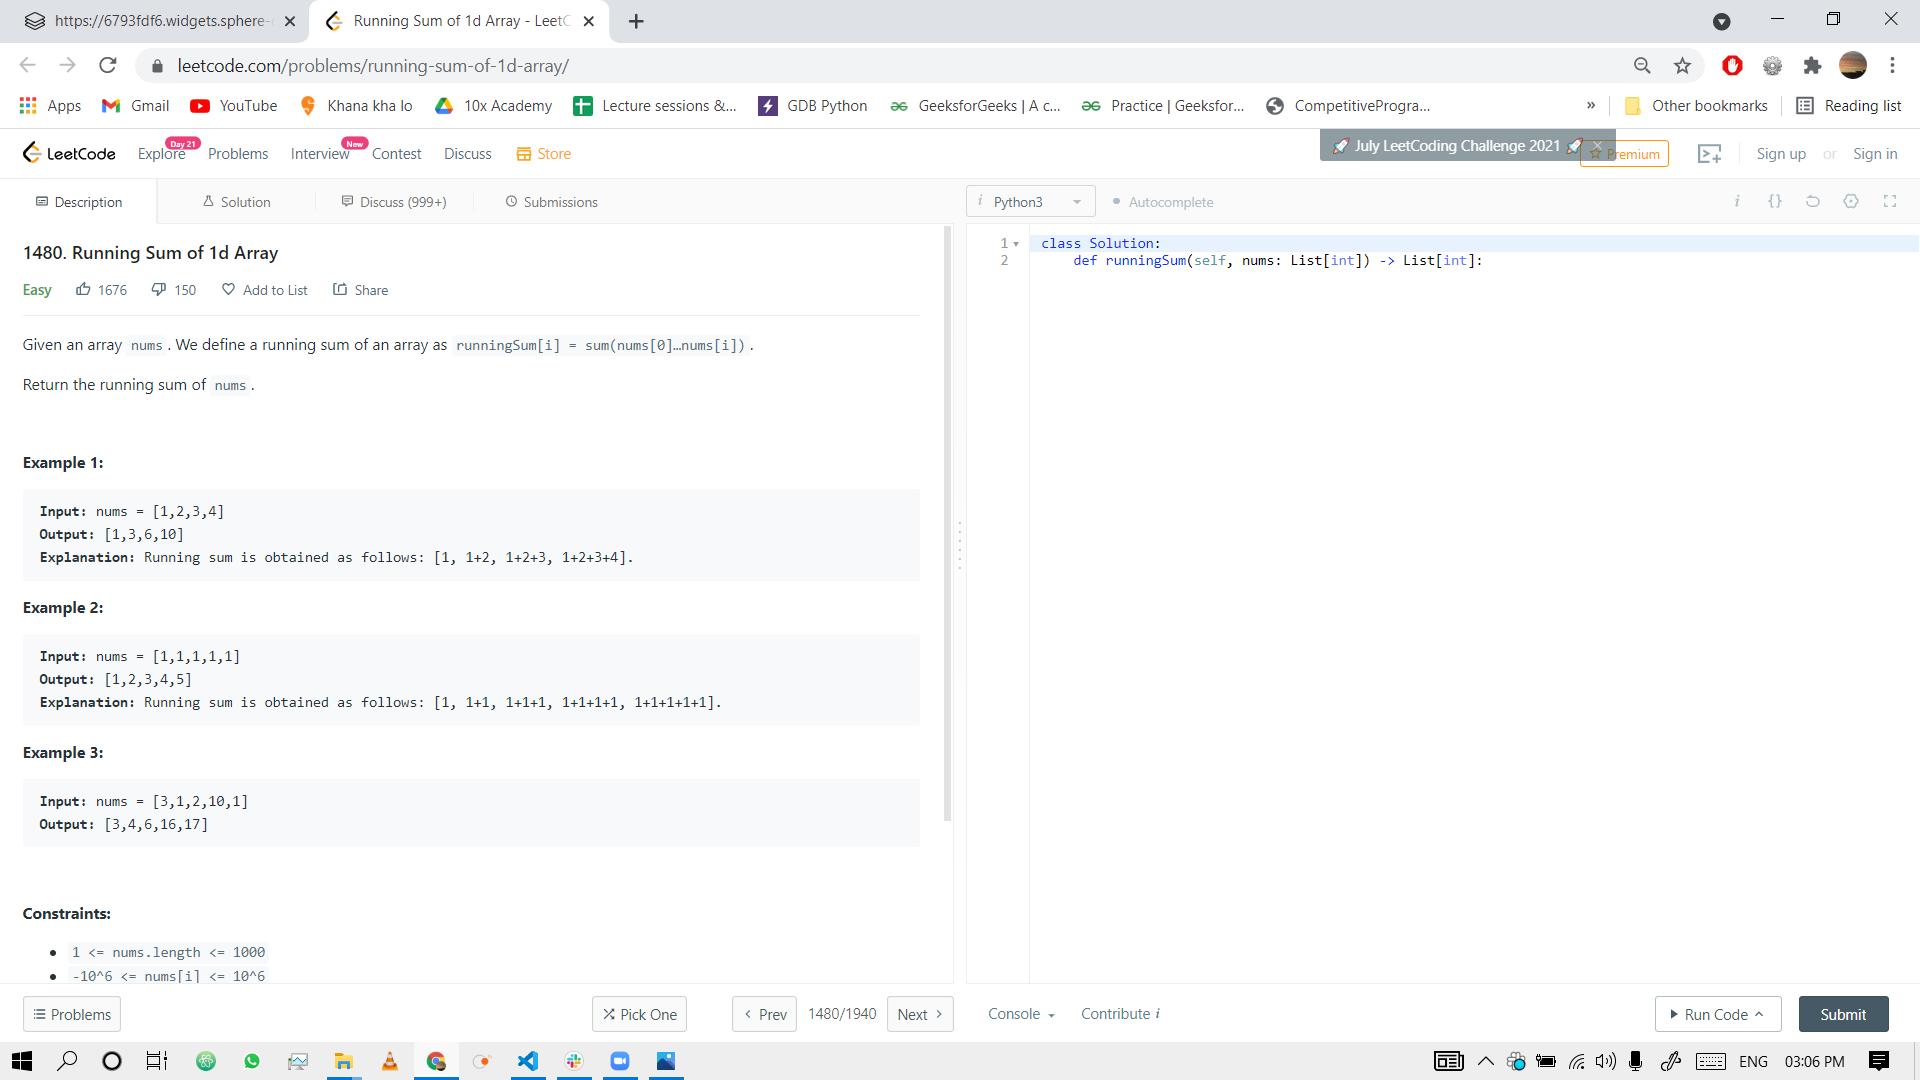 https://6793fdf6.widgets.sphere-
Running Sum of 1d Array - LeetC
leetcode.com/problems/running-sum-of-1d-array/
Apps Gmail YouTube Khana kha lo 10x Academy Lecture sessions &... GDB Python GeeksforGeeks | A c... Practice | Geeksfor... CompetitiveProgra... » Other bookmarks Reading list
LeetCode Explore Day 21 Problems Interview New Contest Discuss Store
July LeetCoding Challenge 2021
Premium Sign up or Sign in
Description Solution Discuss (999+) Submissions
1480. Running Sum of 1d Array
Easy 1676 150 Add to List Share
Given an array nums. We define a running sum of an array as runningSum[i] = sum(nums[0]…nums[i]).
Return the running sum of nums.
Example 1:
Input: nums = [1,2,3,4]
Output: [1,3,6,10]
Explanation: Running sum is obtained as follows: [1, 1+2, 1+2+3, 1+2+3+4].
Example 2:
Input: nums = [1,1,1,1,1]
Output: [1,2,3,4,5]
Explanation: Running sum is obtained as follows: [1, 1+1, 1+1+1, 1+1+1+1, 1+1+1+1+1].
Example 3:
Input: nums = [3,1,2,10,1]
Output: [3,4,6,16,17]
Constraints:
1 <= nums.length <= 1000
-10^6 <= nums[i] <= 10^6
i Python3 Autocomplete i {}
1 class Solution:
2 def runningSum(self, nums: List[int]) -> List[int]:
Problems Pick One Prev 1480/1940 Next Console Contribute i Run Code Submit
ENG 03:06 PM